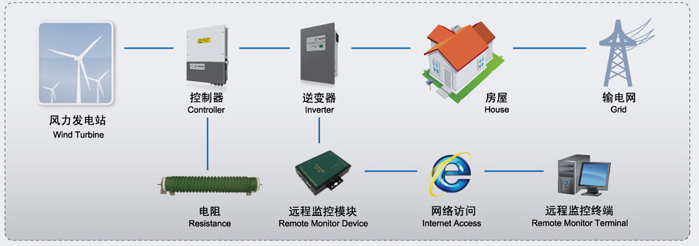 风力发电站
Wind Turbine
控制器
Controller
逆变器
Inverter
房屋
House
输电网
Grid
电阻
Resistance
远程监控模块
Remote Monitor Device
网络访问
Internet Access
远程监控终端
Remote Monitor Terminal